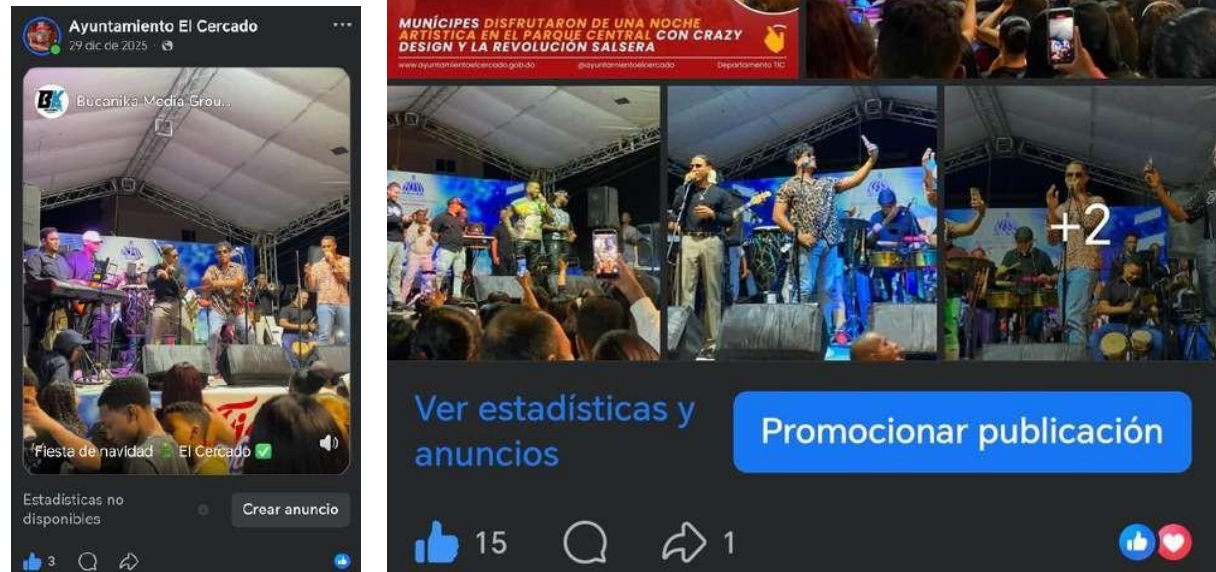 Ayuntamiento El Cercado
29 dic de 2025
BK
Bucanika Media Grou...
Fiesta de navidad El Cercado
Estadísticas no
disponibles
Crear anuncio
3
MUNÍCIPES DISFRUTARON DE UNA NOCHE
ARTÍSTICA EN EL PARQUE CENTRAL CON CRAZY
DESIGN Y LA REVOLUCIÓN SALSERA
www.ayuntamientoelcercado.gob.do @ayuntamientoelcercado Departamento TIC
+2
Ver estadísticas y
anuncios
Promocionar publicación
15
1